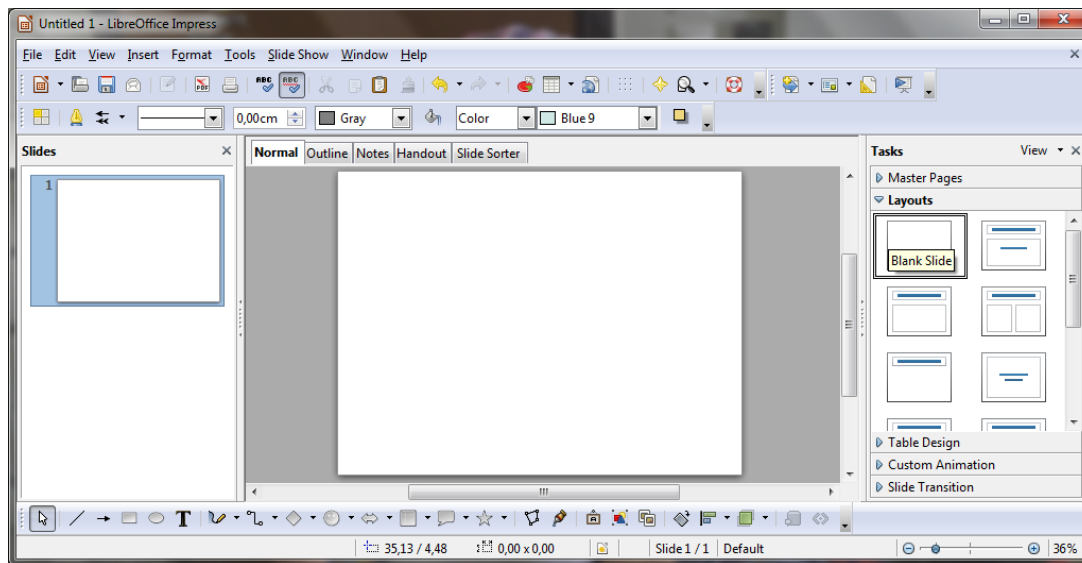 Untitled 1 - LibreOffice Impress
File Edit View Insert Format Tools Slide Show Window Help
0,00cm Gray Color Blue 9
Slides
1
Normal Outline Notes Handout Slide Sorter
Tasks View
Master Pages
Layouts
Blank Slide
Table Design
Custom Animation
Slide Transition
35,13 / 4,48 0,00 x 0,00 Slide 1 / 1 Default 36%